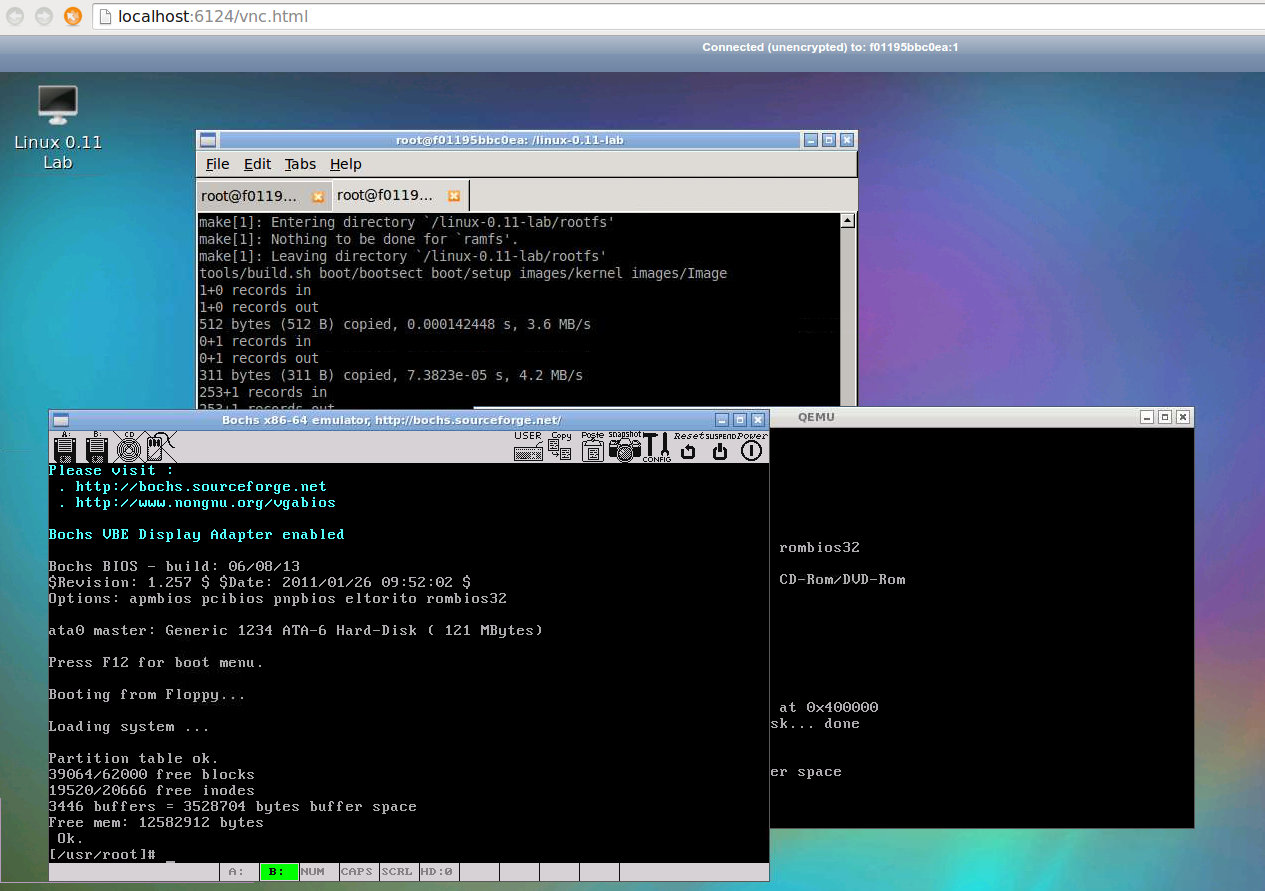 localhost:6124/vnc.html
Connected (unencrypted) to: f01195bbc0ea:1
Linux 0.11
Lab
root@f01195bbc0ea: /linux-0.11-lab
File Edit Tabs Help
root@f0119... root@f0119...
make[1]: Entering directory `/linux-0.11-lab/rootfs'
make[1]: Nothing to be done for `ramfs'.
make[1]: Leaving directory `/linux-0.11-lab/rootfs'
tools/build.sh boot/bootsect boot/setup images/kernel images/Image
1+0 records in
1+0 records out
512 bytes (512 B) copied, 0.000142448 s, 3.6 MB/s
0+1 records in
0+1 records out
311 bytes (311 B) copied, 7.3823e-05 s, 4.2 MB/s
253+1 records in
253+1 records out
Bochs x86-64 emulator, http://bochs.sourceforge.net/
A: B: CD USER Copy Paste snapshot CONFIG Reset SUSPEND Power
Please visit :
. http://bochs.sourceforge.net
. http://www.nongnu.org/vgabios
Bochs VBE Display Adapter enabled
Bochs BIOS - build: 06/08/13
$Revision: 1.257 $ $Date: 2011/01/26 09:52:02 $
Options: apmbios pcibios pnpbios eltorito rombios32
ata0 master: Generic 1234 ATA-6 Hard-Disk ( 121 MBytes)
Press F12 for boot menu.
Booting from Floppy...
Loading system ...
Partition table ok.
39064/62000 free blocks
19520/20666 free inodes
3446 buffers = 3528704 bytes buffer space
Free mem: 12582912 bytes
Ok.
[/usr/root]# _
A: B: NUM CAPS SCRL HD:0
QEMU
rombios32
CD-Rom/DVD-Rom
at 0x400000
sk... done
er space